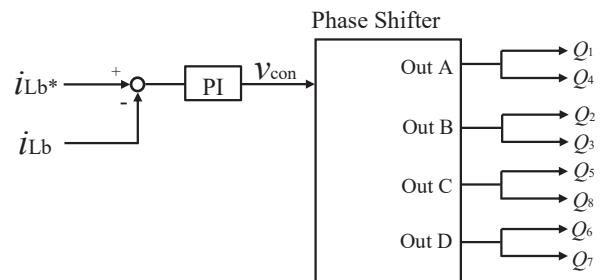 Phase Shifter
iLb*
+
-
PI
vcon
iLb
Out A
Q1
Q4
Out B
Q2
Q3
Out C
Q5
Q8
Out D
Q6
Q7